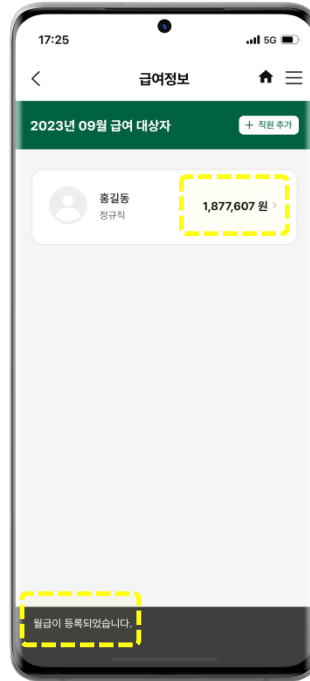 17:25
5G
급여정보
2023년 09월 급여 대상자
+ 직원 추가
홍길동
정규직
1,877,607 원
월급이 등록되었습니다.